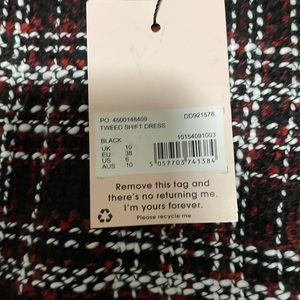 PO: 4500148409 DD921578
TWEED SHIFT DRESS
BLACK 10154091003
UK 10
EU 38
US 6
AUS 10
5 057703 741384
Remove this tag and
there's no returning me,
I'm yours forever.
Please recycle me